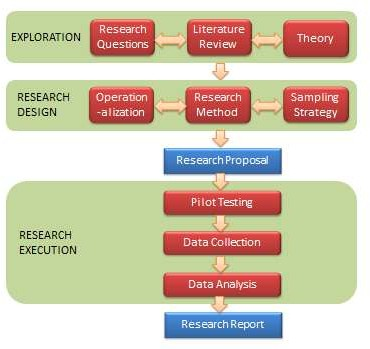 EXPLORATION
Research
Questions
Literature
Review
Theory
RESEARCH
DESIGN
Operation
-alization
Research
Method
Sampling
Strategy
Research Proposal
RESEARCH
EXECUTION
Pilot Testing
Data Collection
Data Analysis
Research Report